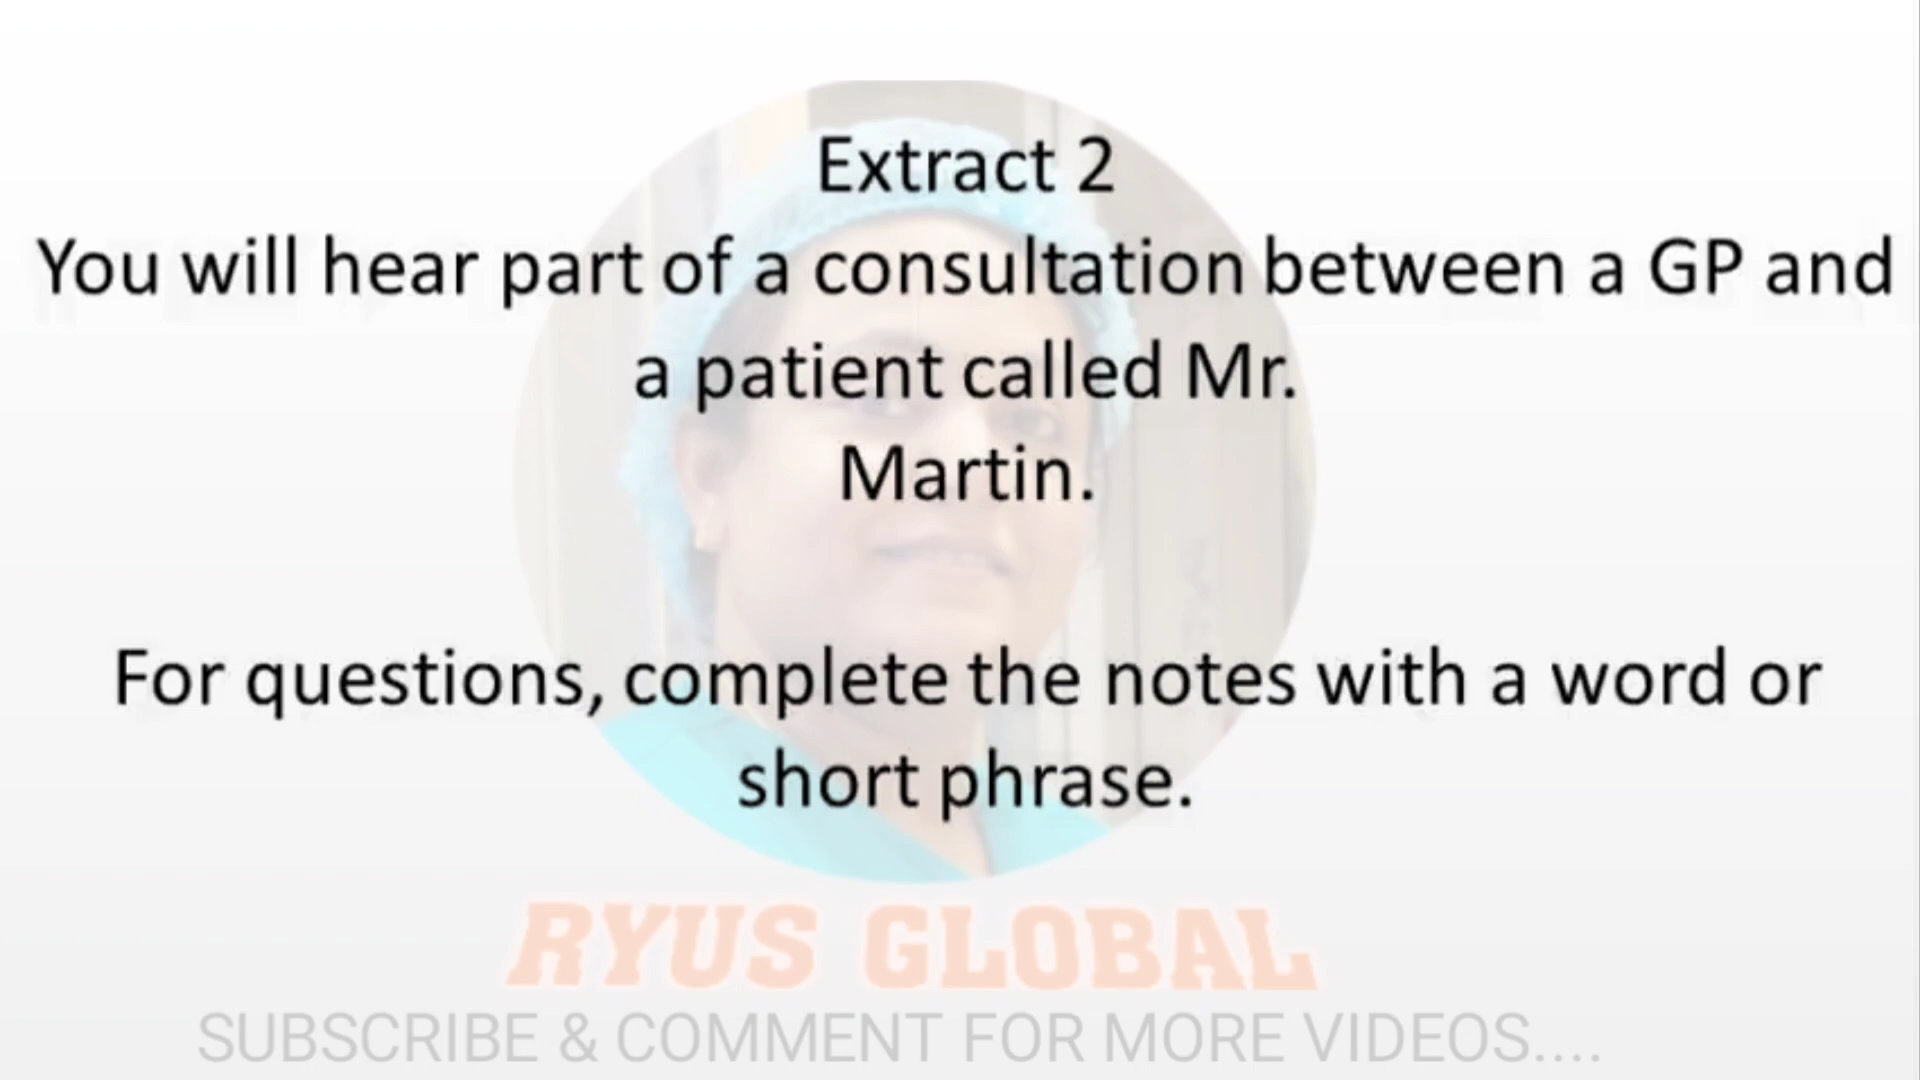 Extract 2
You will hear part of a consultation between a GP and
a patient called Mr.
Martin.
For questions, complete the notes with a word or
short phrase.
RYUS GLOBAL
SUBSCRIBE & COMMENT FOR MORE VIDEOS....